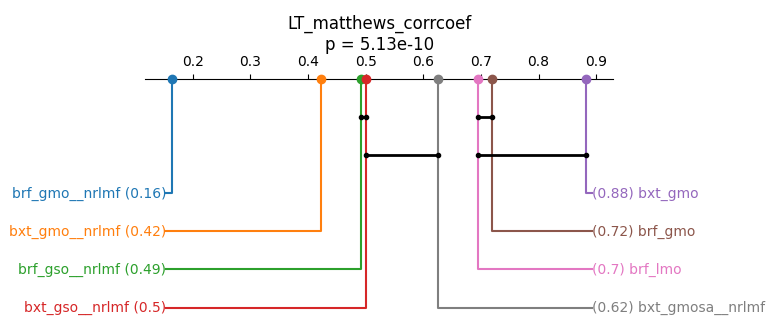 LT_matthews_corrcoef
p = 5.13e-10
0.2 0.3 0.4 0.5 0.6 0.7 0.8 0.9
brf_gmo__nrlmf (0.16)
(0.88) bxt_gmo
bxt_gmo__nrlmf (0.42)
(0.72) brf_gmo
brf_gso__nrlmf (0.49)
(0.7) brf_lmo
bxt_gso__nrlmf (0.5)
(0.62) bxt_gmosa__nrlmf